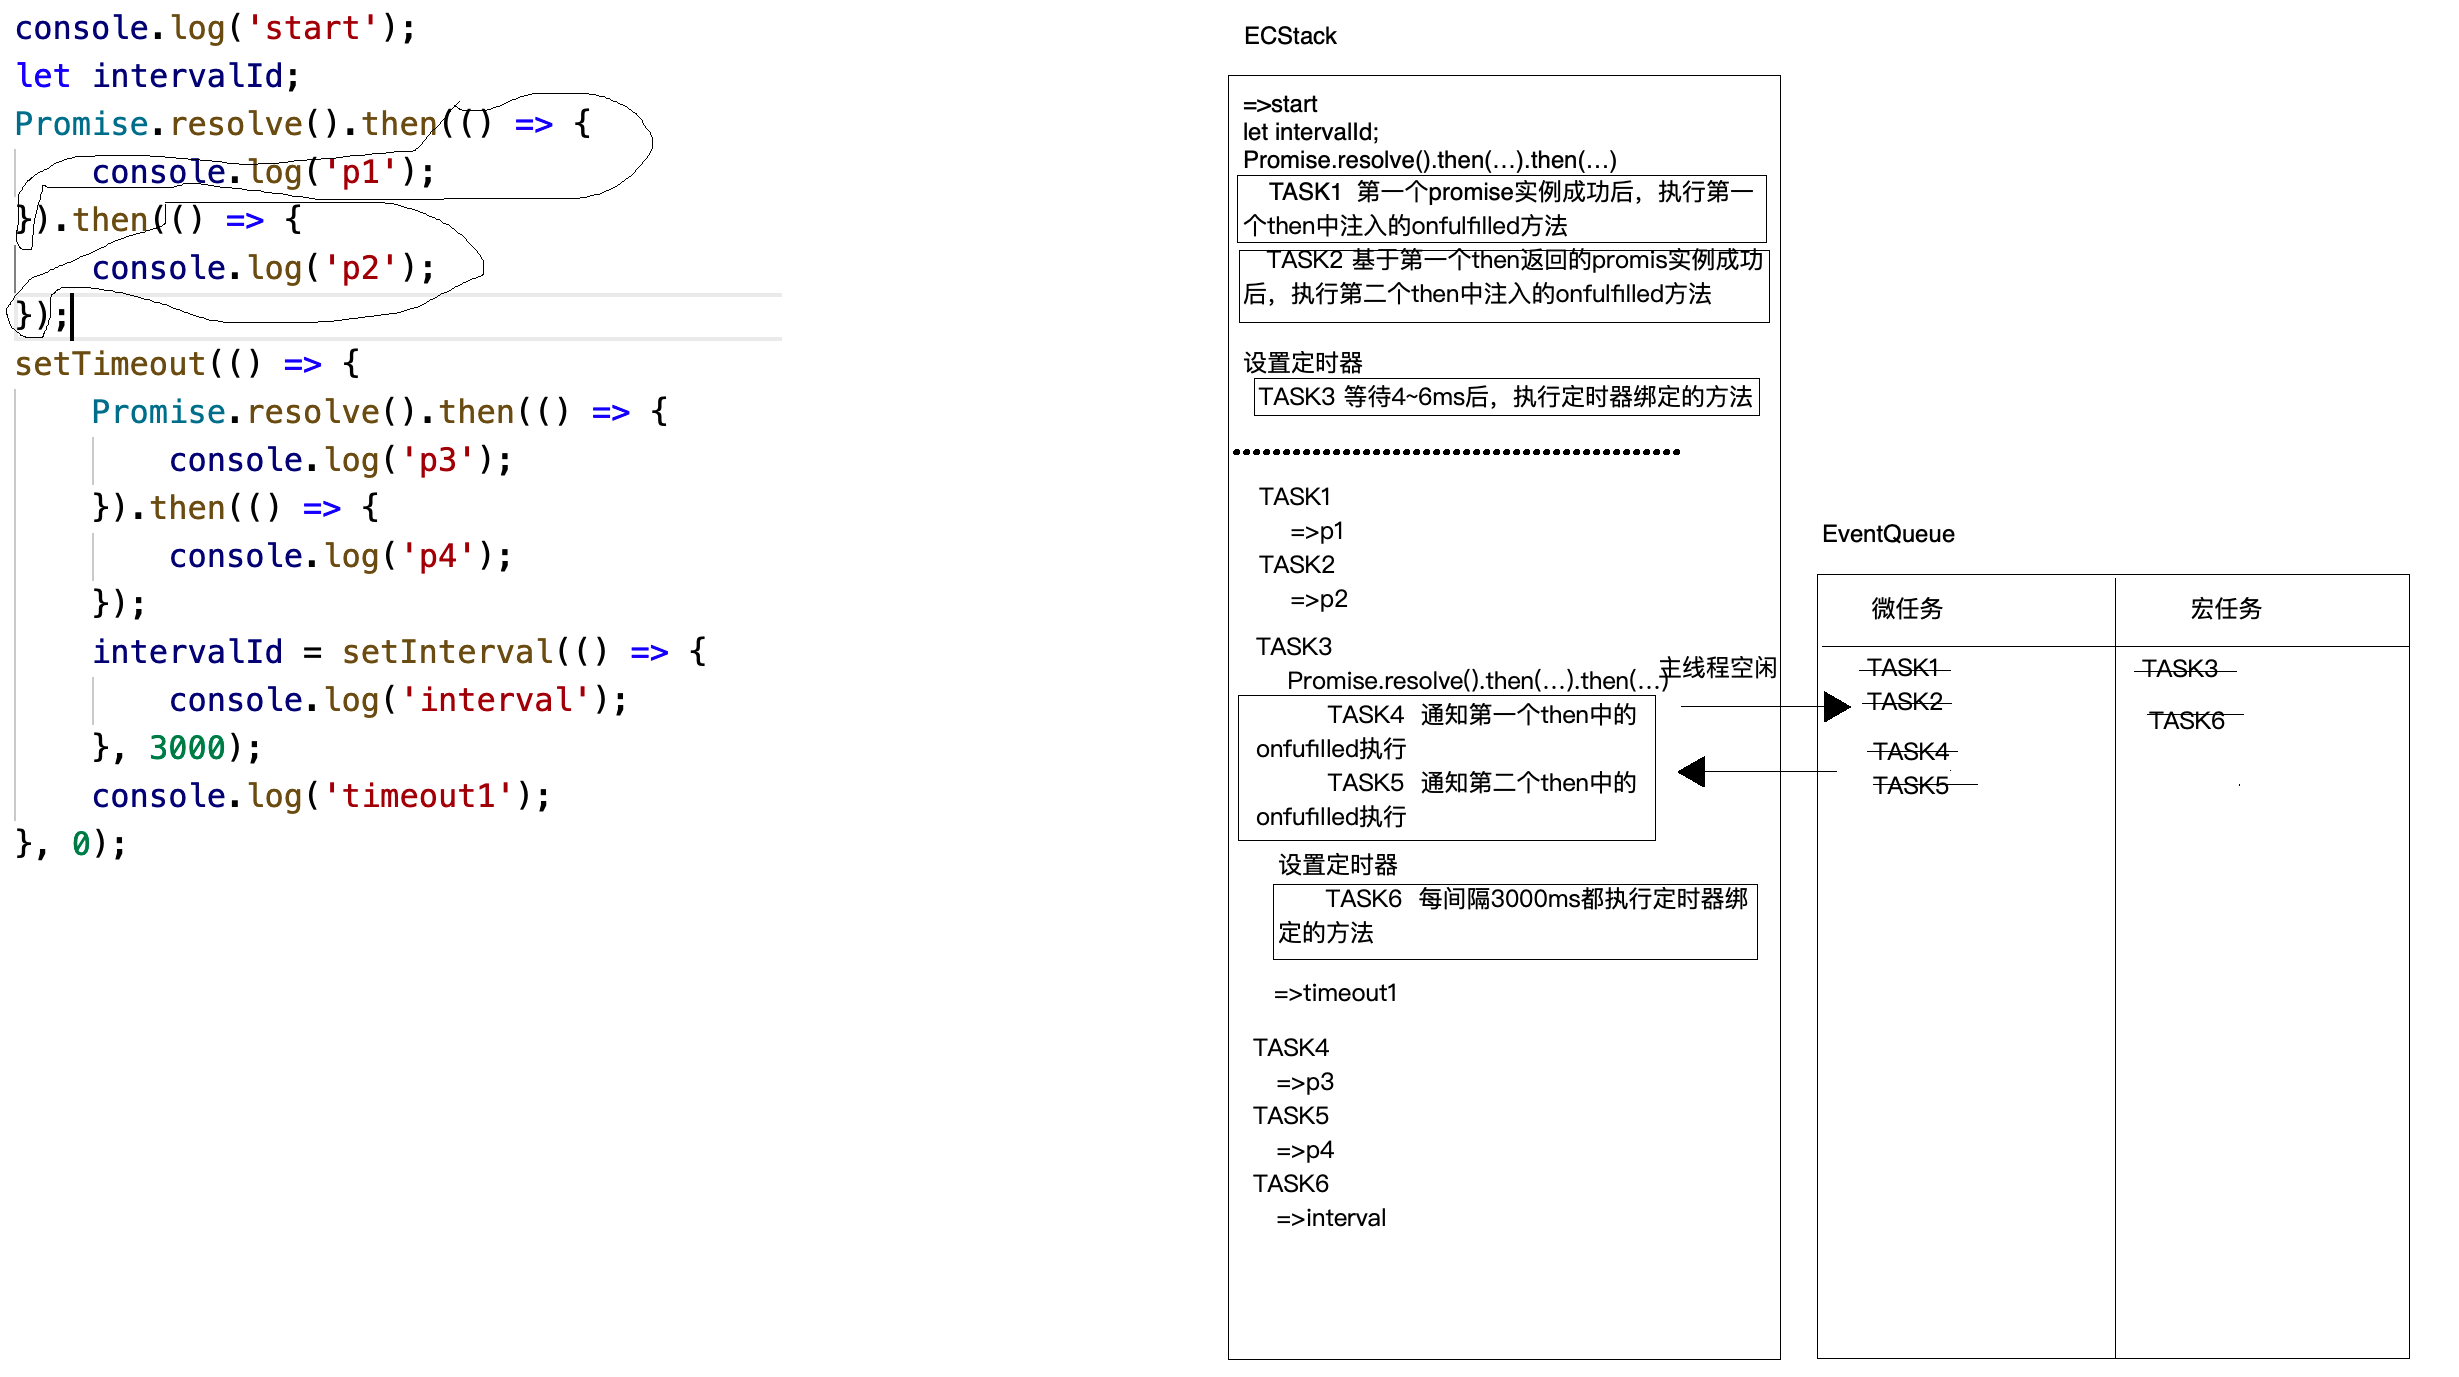 console.log('start');
let intervalId;
Promise.resolve().then(() => {
    console.log('p1');
}).then(() => {
    console.log('p2');
});
setTimeout(() => {
    Promise.resolve().then(() => {
        console.log('p3');
    }).then(() => {
        console.log('p4');
    });
    intervalId = setInterval(() => {
        console.log('interval');
    }, 3000);
    console.log('timeout1');
}, 0);
ECStack
=>start
let intervalId;
Promise.resolve().then(...).then(...)
TASK1 第一个promise实例成功后，执行第一
个then中注入的onfulfilled方法
TASK2 基于第一个then返回的promis实例成功
后，执行第二个then中注入的onfulfilled方法
设置定时器
TASK3 等待4~6ms后，执行定时器绑定的方法
TASK1
=>p1
TASK2
=>p2
TASK3
Promise.resolve().then(...).then(...)
TASK4 通知第一个then中的
onfufilled执行
TASK5 通知第二个then中的
onfufilled执行
设置定时器
TASK6 每间隔3000ms都执行定时器绑
定的方法
=>timeout1
TASK4
=>p3
TASK5
=>p4
TASK6
=>interval
主线程空闲
EventQueue
微任务 宏任务
TASK1 TASK3
TASK2 TASK6
TASK4
TASK5